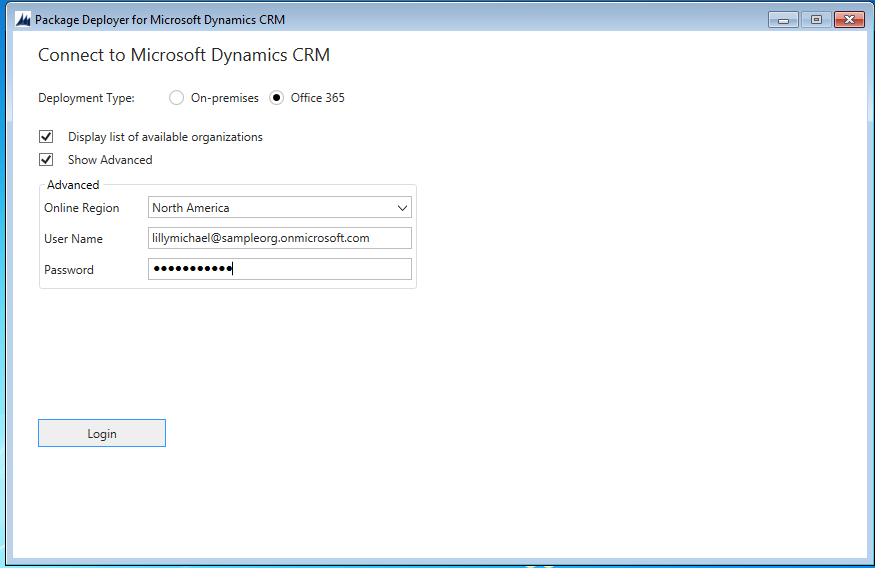 Package Deployer for Microsoft Dynamics CRM
Connect to Microsoft Dynamics CRM
Deployment Type: On-premises Office 365
Display list of available organizations
Show Advanced
Advanced
Online Region North America
User Name lillymichael@sampleorg.onmicrosoft.com
Password ●●●●●●●●●●●
Login